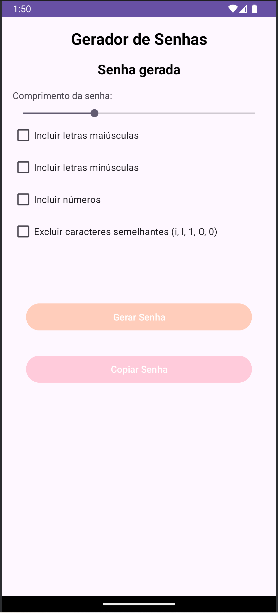 1:50
Gerador de Senhas
Senha gerada
Comprimento da senha:
Incluir letras maiúsculas
Incluir letras minúsculas
Incluir números
Excluir caracteres semelhantes (i, l, 1, 0, 0)
Gerar Senha
Copiar Senha